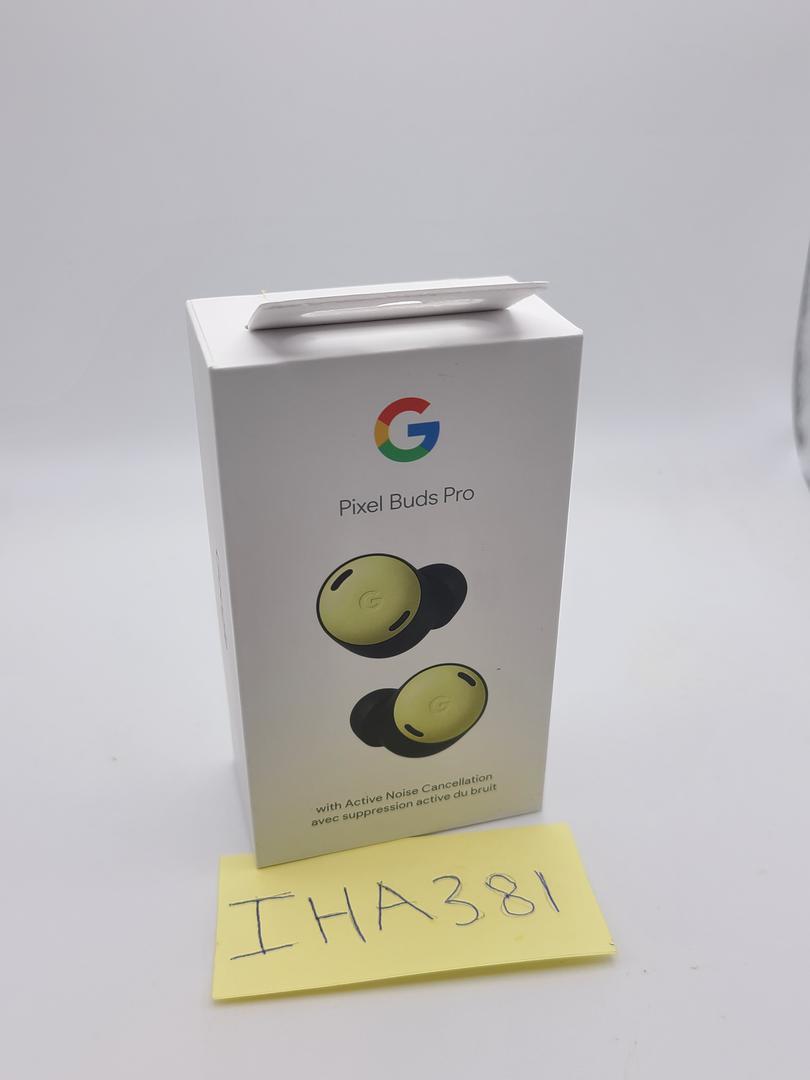 G
Pixel Buds Pro
G
G
with Active Noise Cancellation
avec suppression active du bruit
IHA381